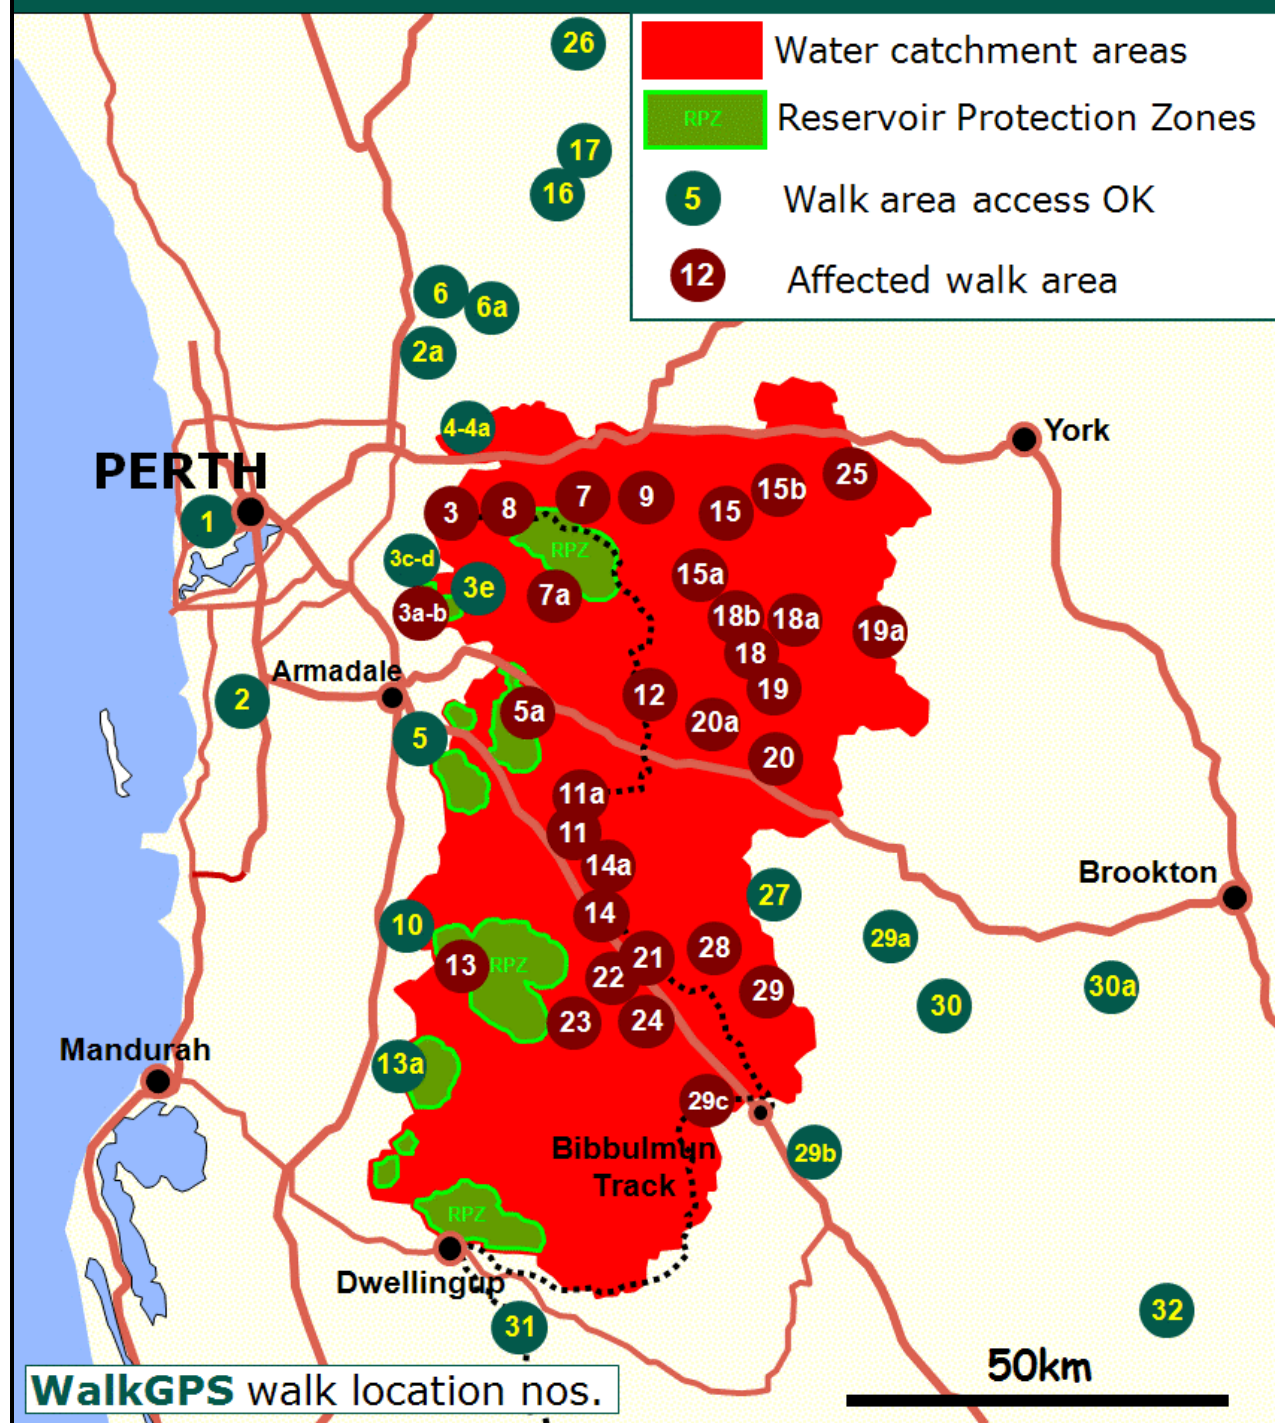 26
Water catchment areas
RPZ
Reservoir Protection Zones
17
16
5
Walk area access OK
12
Affected walk area
6
6a
2a
4-4a
York
PERTH
25
15b
7
9
8
3
15
1
RPZ
3c-d
3e
15a
7a
3a-b
18b
18a
19a
18
Armadale
2
12
19
5a
20a
5
20
11a
11
14a
Brookton
27
14
10
29a
28
21
13
RPZ
22
29
30a
30
23
24
Mandurah
13a
29c
Bibbulmun
Track
29b
RPZ
Dwellingup
31
32
50km
WalkGPS walk location nos.